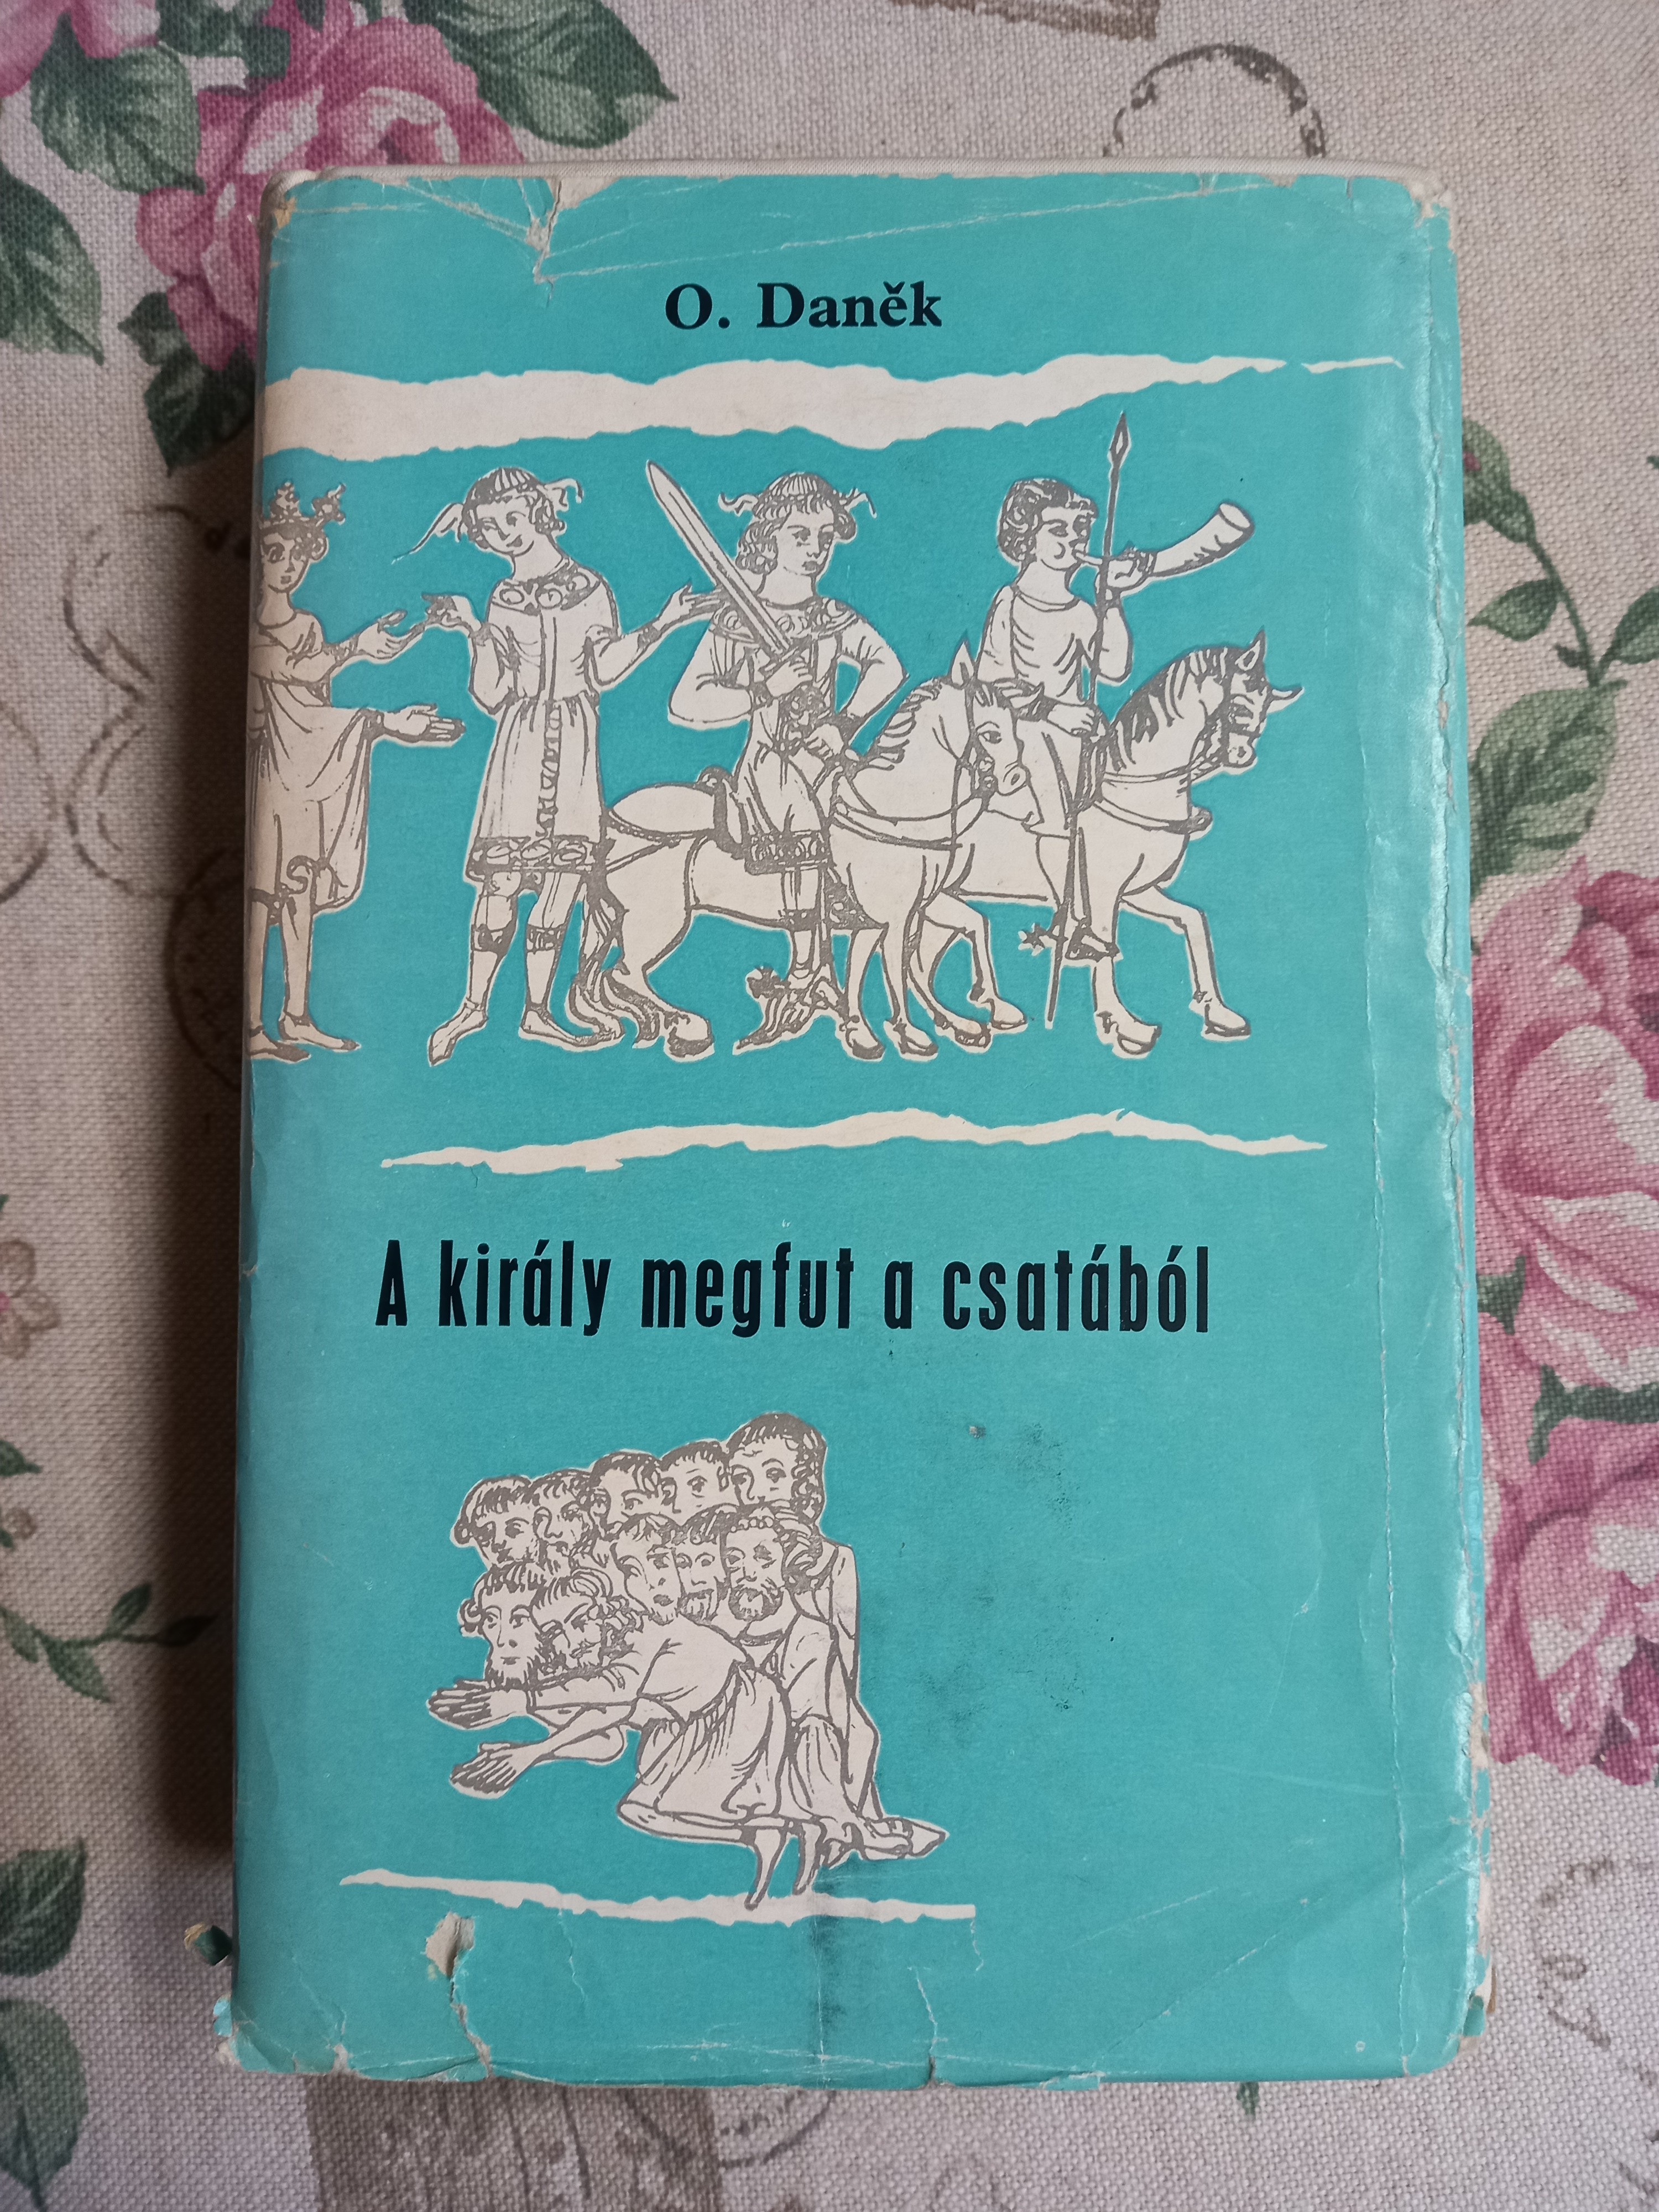 O. Daněk
A király megfut a csatából